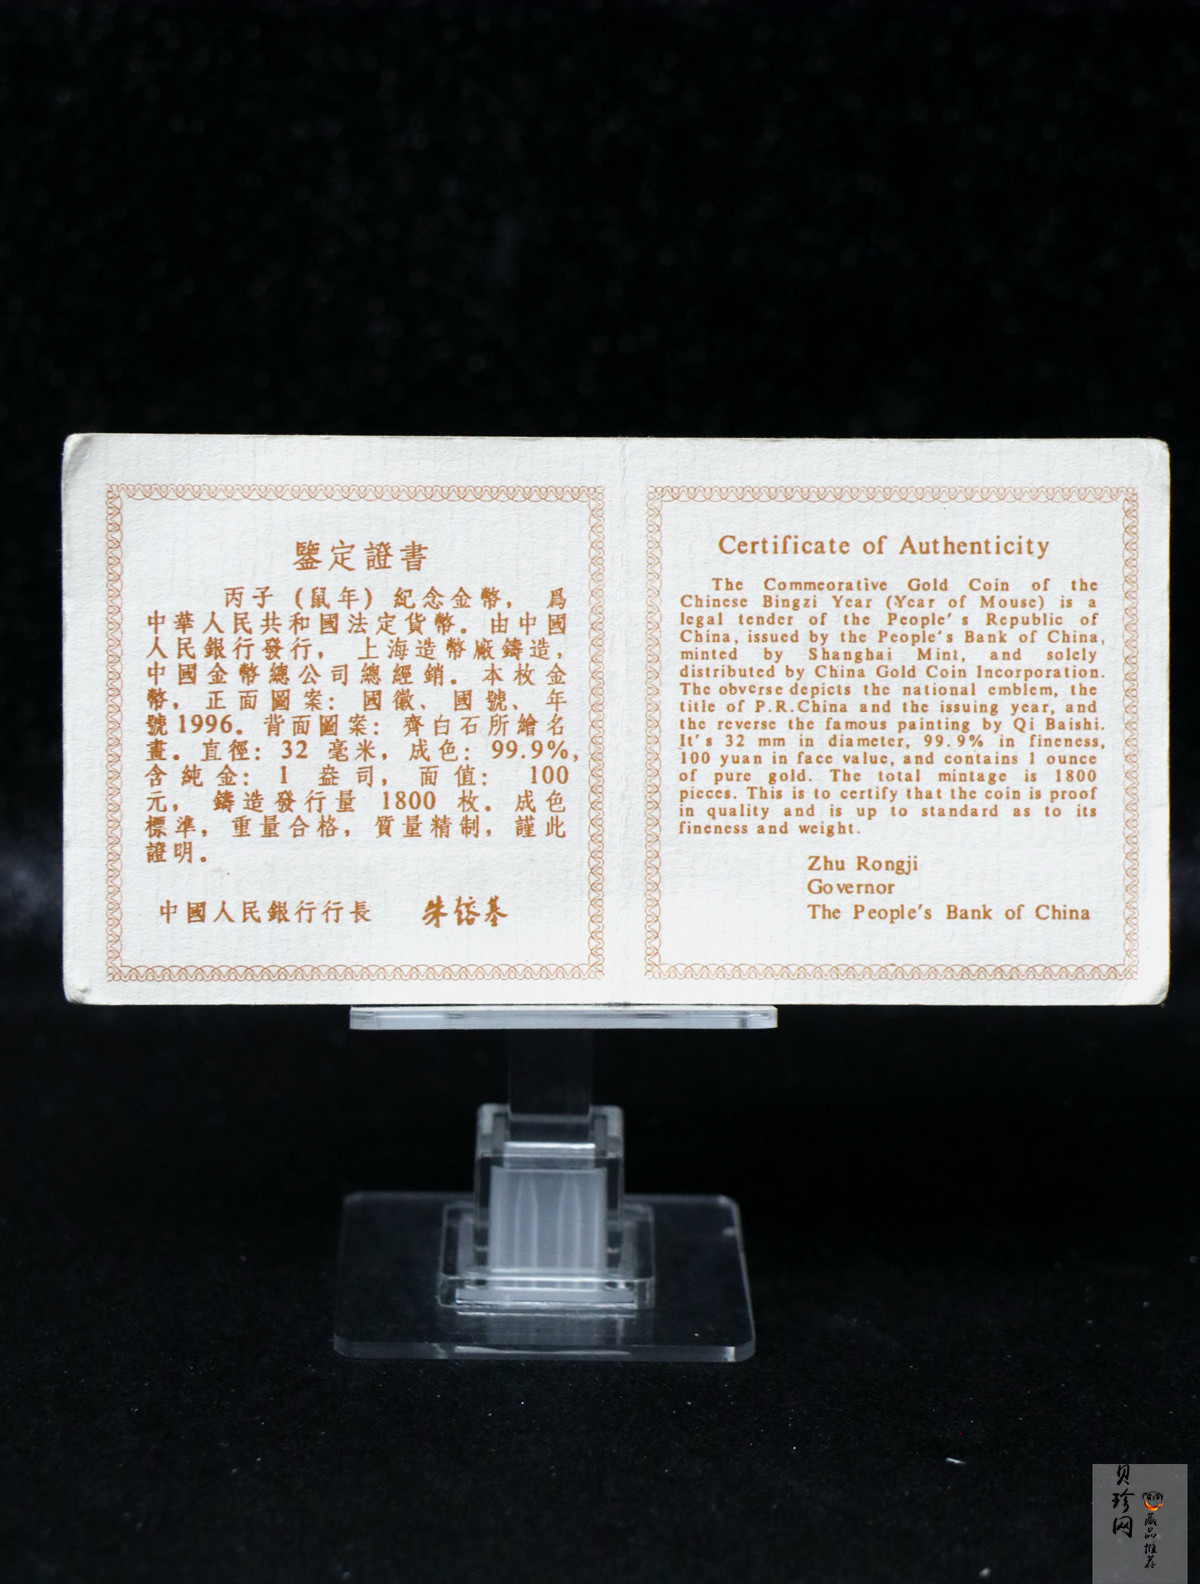 鑒定證書
丙子(鼠年)紀念金幣，爲
中華人民共和國法定貨幣。由中國
人民銀行發行，上海造幣廠鑄造，
中國金幣總公司總經銷。本枚金
幣，正面圖案：國徽、國號、年
號1996。背面圖案：齊白石所繪名
畫。直徑：32毫米，成色：99.9%，
含純金：1盎司，面值：100
元，鑄造發行量1800枚。成色
標準，重量合格，質量精制，謹此
證明。
中國人民銀行行長 朱鎔基
Certificate of Authenticity
The Commeorative Gold Coin of the
Chinese Bingzi Year (Year of Mouse) is a
legal tender of the People's Republic of
China, issued by the People's Bank of China,
minted by Shanghai Mint, and solely
distributed by China Gold Coin Incorporation.
The obverse depicts the national emblem, the
title of P.R.China and the issuing year, and
the reverse the famous painting by Qi Baishi.
It's 32 mm in diameter, 99.9% in fineness,
100 yuan in face value, and contains 1 ounce
of pure gold. The total mintage is 1800
pieces. This is to certify that the coin is proof
in quality and is up to standard as to its
fineness and weight.
Zhu Rongji
Governor
The People's Bank of China
贝珍网
藏品推荐